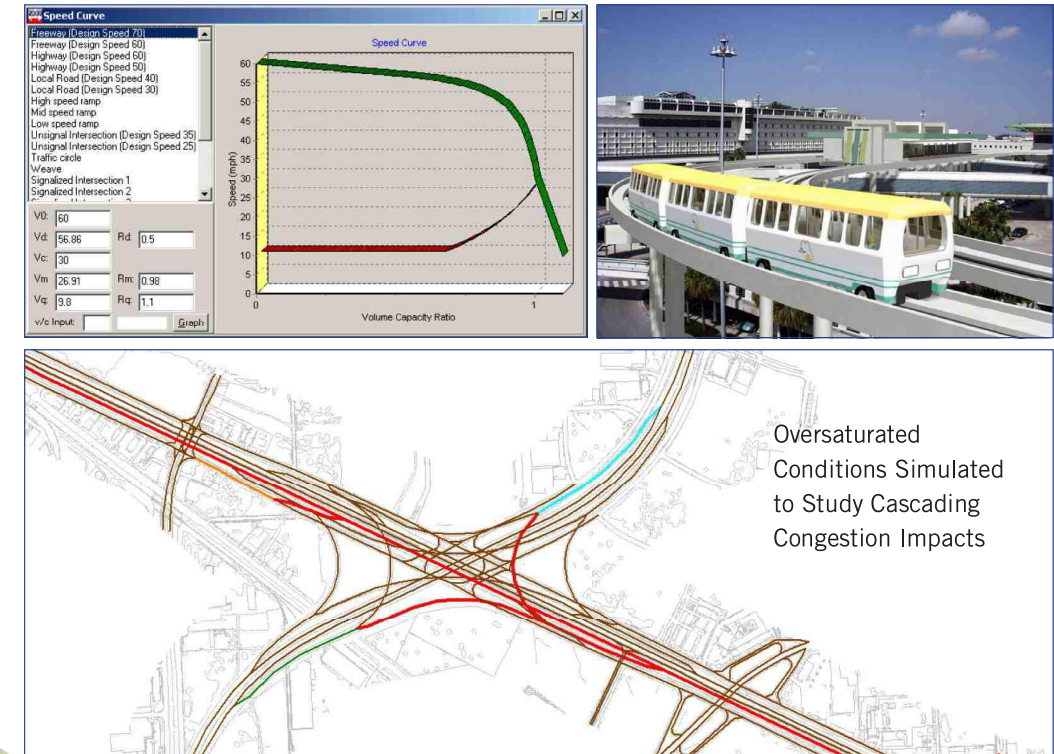 Speed Curve
Freeway (Design Speed 70)
Freeway (Design Speed 60)
Highway (Design Speed 60)
Highway (Design Speed 50)
Local Road (Design Speed 40)
Local Road (Design Speed 30)
High speed ramp
Mid speed ramp
Low speed ramp
Unsignal Intersection (Design Speed 35)
Unsignal Intersection (Design Speed 25)
Traffic circle
Weave
Signalized Intersection 1
Signalized Intersection 2
V0: 60
Vd: 56.86 Rd: 0.5
Vc: 30
Vm 26.91 Rm: 0.98
Vq: 9.8 Rq: 1.1
v/c Input: Graph
Speed Curve
Speed (mph)
60
55
50
45
40
35
30
25
20
15
10
5
0
0 1
Volume Capacity Ratio
Oversaturated
Conditions Simulated
to Study Cascading
Congestion Impacts